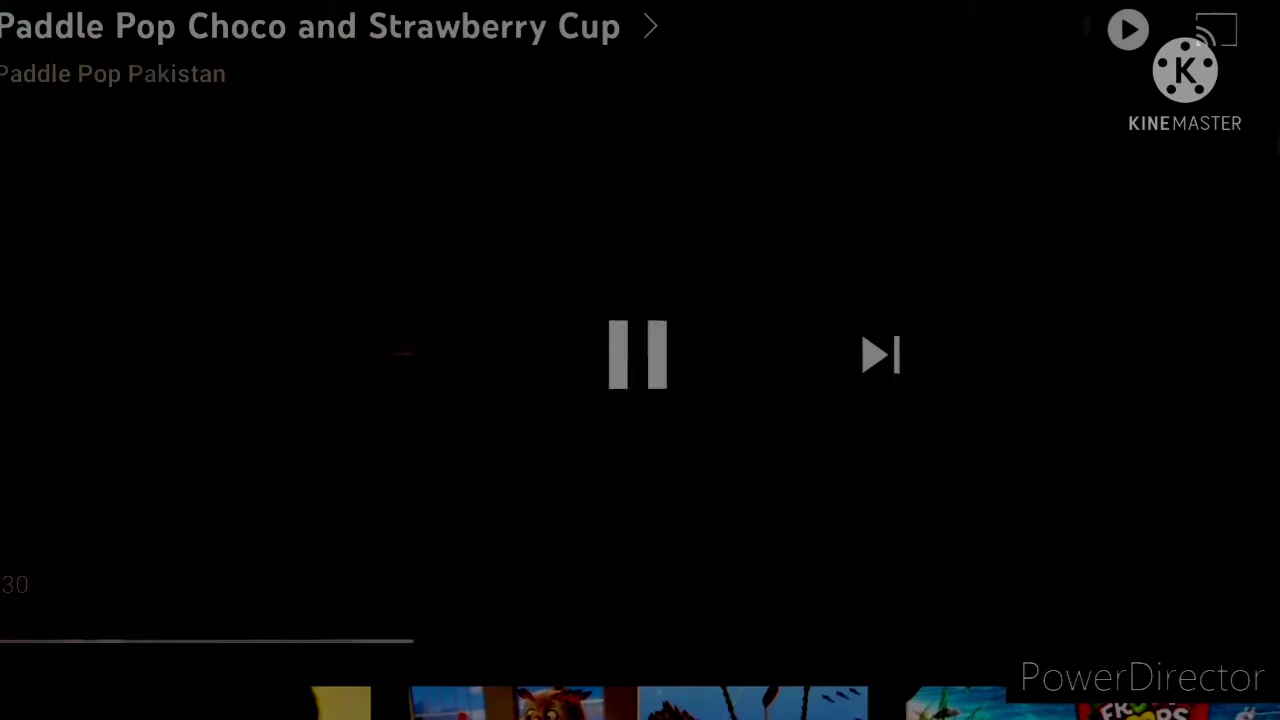 Paddle Pop Choco and Strawberry Cup
Paddle Pop Pakistan
K
KINEMASTER
30
PowerDirector